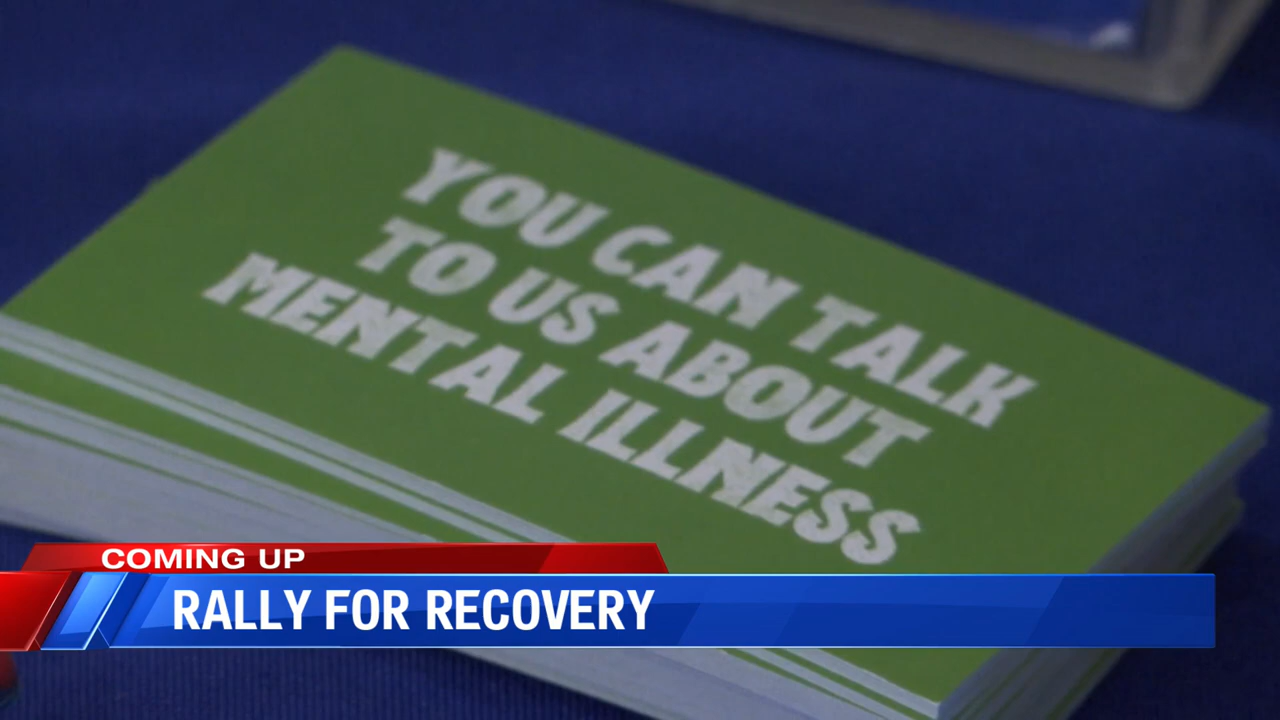 YOU CAN TALK
TO US ABOUT
MENTAL ILLNESS
COMING UP
RALLY FOR RECOVERY